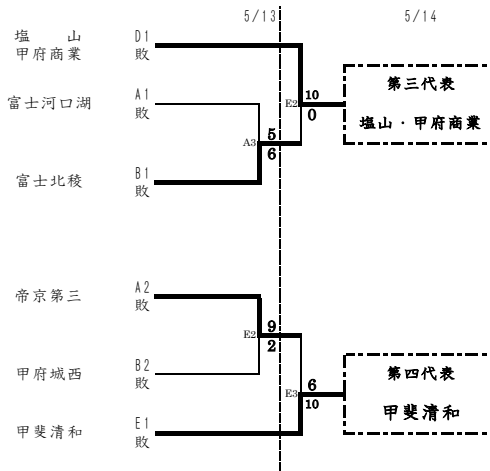 5/13
5/14
塩　山
甲府商業
D1
敗
第三代表
塩山・甲府商業
E2
10
0
富士河口湖
A1
敗
A3
5
6
富士北稜
B1
敗
帝京第三
A2
敗
E2
9
2
甲府城西
B2
敗
第四代表
甲斐清和
E3
6
10
甲斐清和
E1
敗